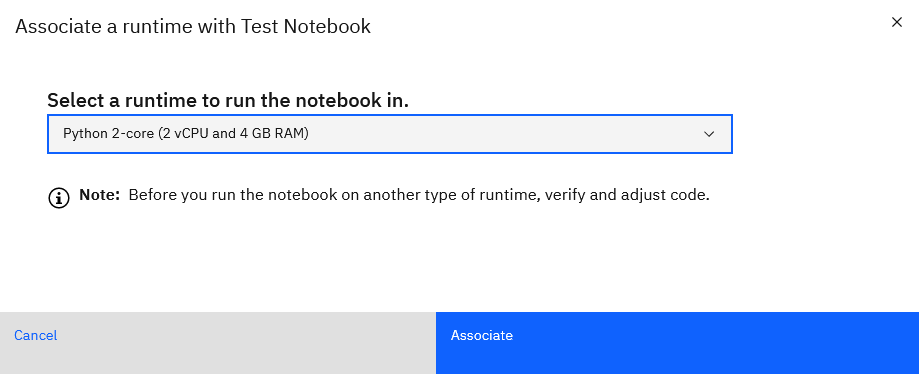 Associate a runtime with Test Notebook
Select a runtime to run the notebook in.
Python 2-core (2 vCPU and 4 GB RAM)
Note: Before you run the notebook on another type of runtime, verify and adjust code.
Cancel
Associate